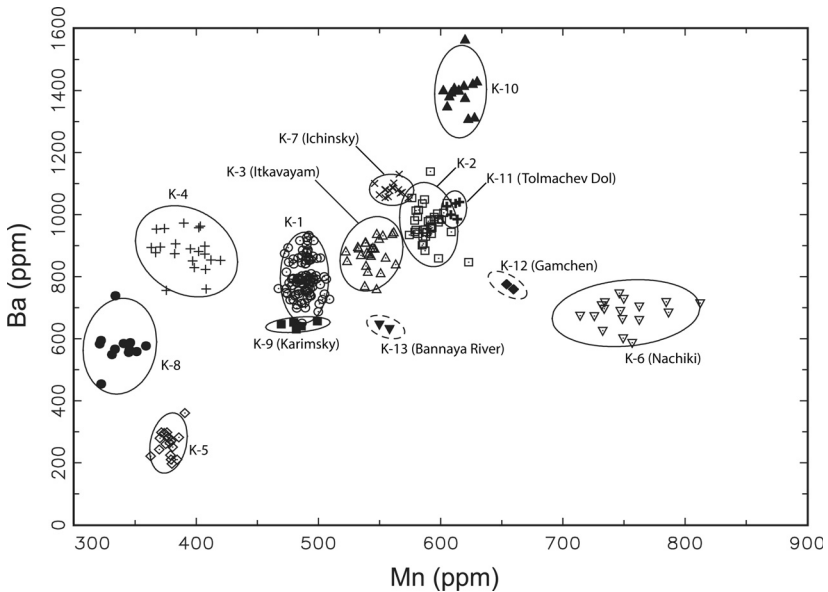 1600
1400
1200
1000
800
600
400
200
0
Ba (ppm)
K-10
K-7 (Ichinsky)
K-2
K-3 (Itkavayam)
K-11 (Tolmachev Dol)
K-4
K-1
K-12 (Gamchen)
K-9 (Karimsky)
K-13 (Bannaya River)
K-6 (Nachiki)
K-8
K-5
300 400 500 600 700 800 900
Mn (ppm)